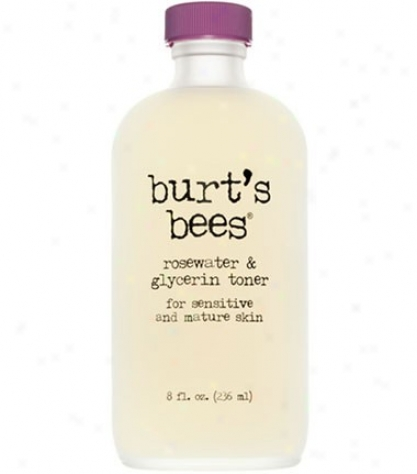 burt's
bees®
rosewater &
glycerin toner
for sensitive
and mature skin
8 fl. oz. (236 ml)